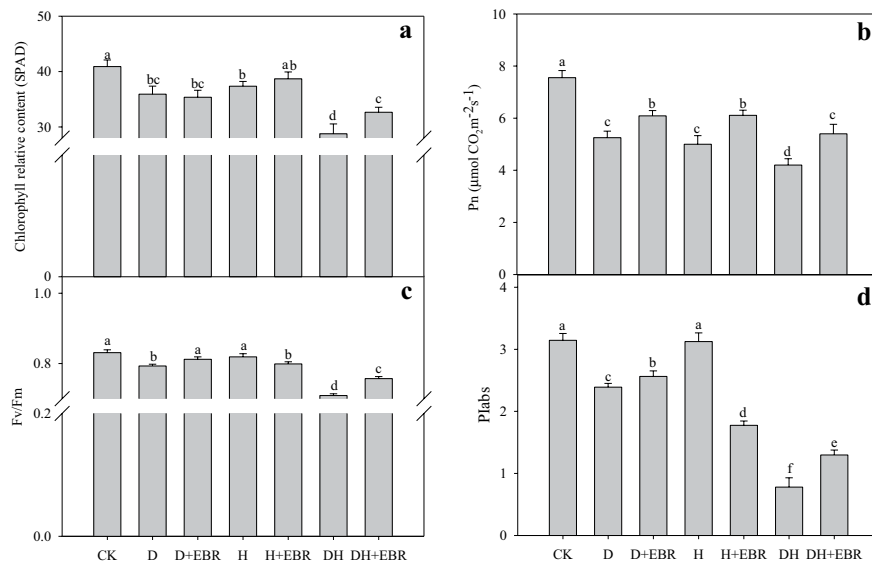 a
Chlorophyll relative content (SPAD)
50
40
30
0
a
bc
bc
b
ab
d
c
b
Pn (μmol CO₂m⁻²s⁻¹)
10
8
6
4
2
0
a
c
b
c
b
d
c
c
Fv/Fm
1.0
0.8
0.2
0.0
a
b
a
a
b
d
c
CK D D+EBR H H+EBR DH DH+EBR
d
PIabs
4
3
2
1
0
a
c
b
a
d
f
e
CK D D+EBR H H+EBR DH DH+EBR